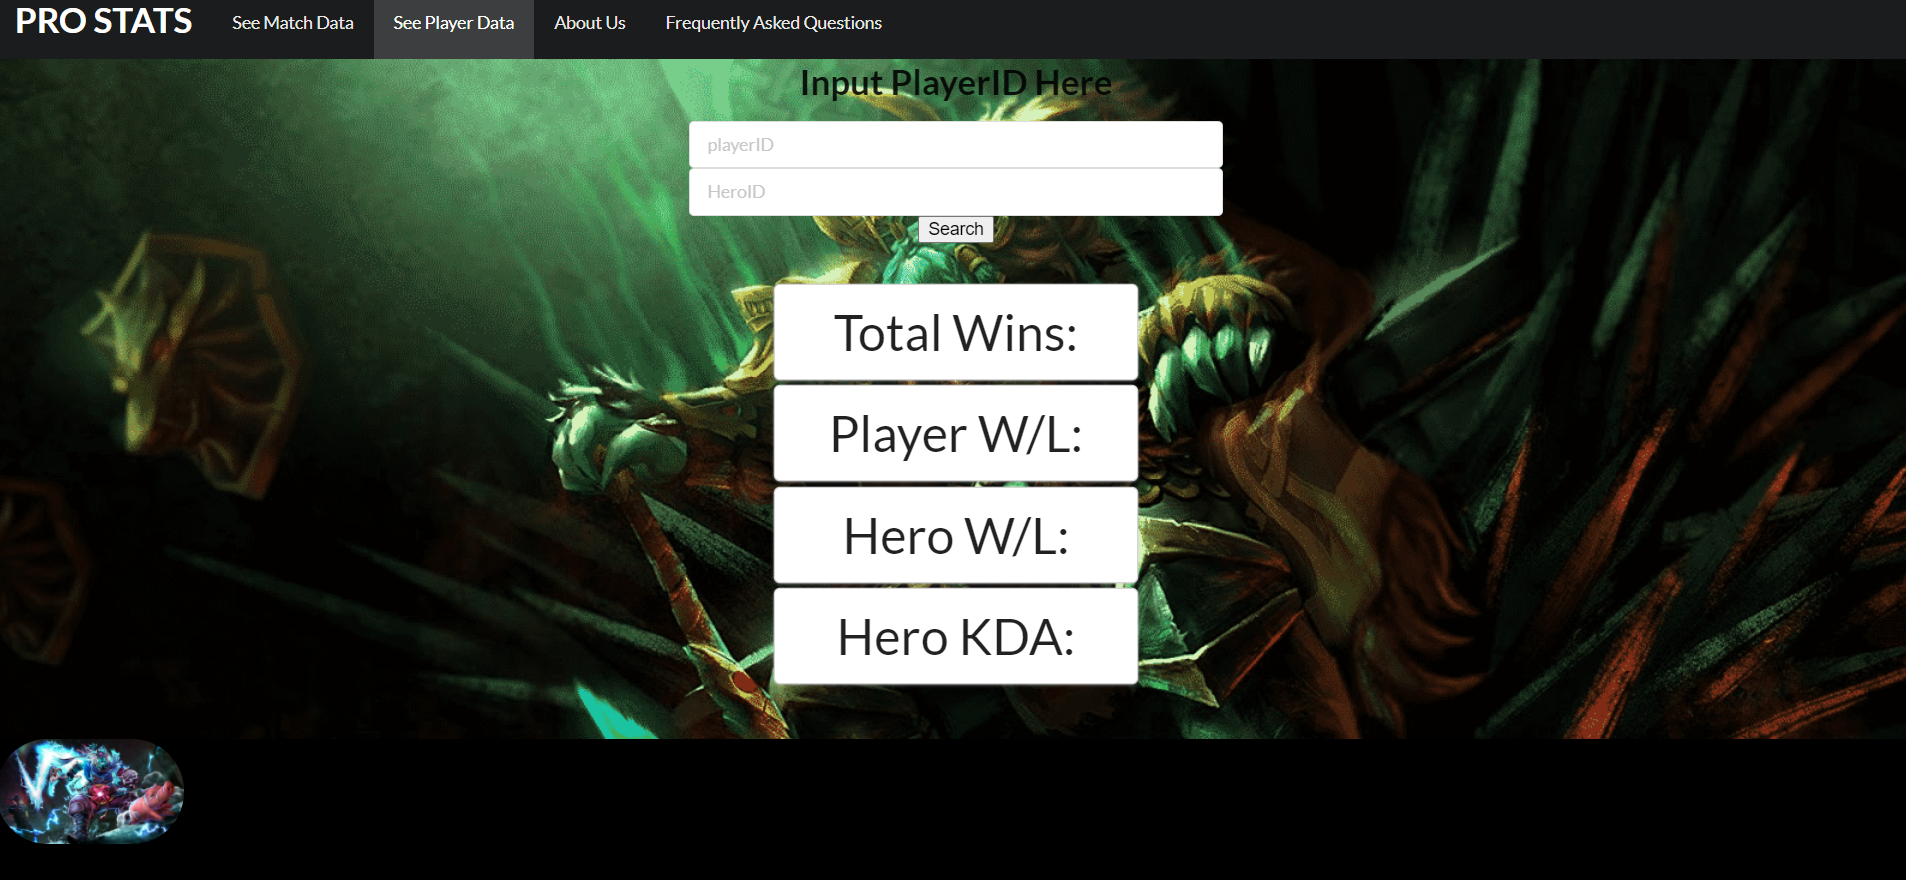 PRO STATS See Match Data See Player Data About Us Frequently Asked Questions
Input PlayerID Here
playerID
HeroID
Search
Total Wins:
Player W/L:
Hero W/L:
Hero KDA: